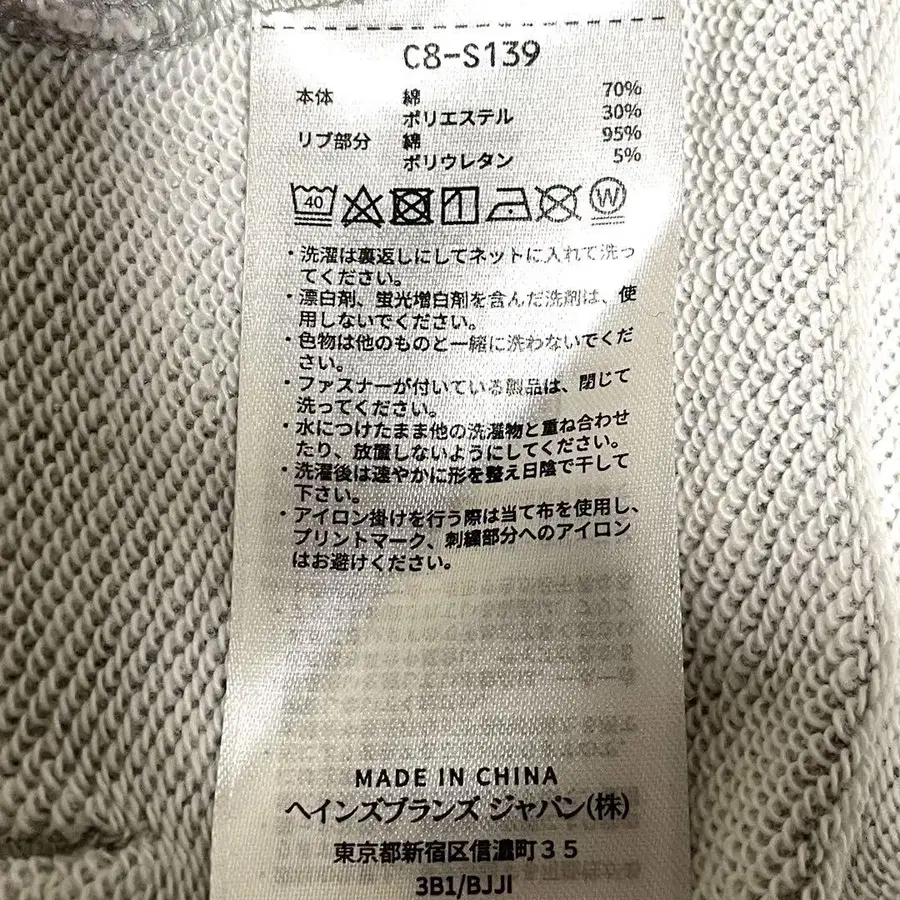 C8-S139
本体 綿 70%
ポリエステル 30%
リブ部分 綿 95%
ポリウレタン 5%
40 W
・洗濯は裏返しにしてネットに入れて洗っ
てください。
・漂白剤、蛍光増白剤を含んだ洗剤は、使
用しないでください。
・色物は他のものと一緒に洗わないでくだ
さい。
・ファスナーが付いている製品は、閉じて
洗ってください。
・水につけたまま他の洗濯物と重ね合わせ
たり、放置しないようにしてください。
・洗濯後は速やかに形を整え日陰で干して
下さい。
・アイロン掛けを行う際は当て布を使用し、
プリントマーク、刺繍部分へのアイロン
はお避けください。
MADE IN CHINA
ヘインズブランズ ジャパン(株)
東京都新宿区信濃町35
3B1/BJJI